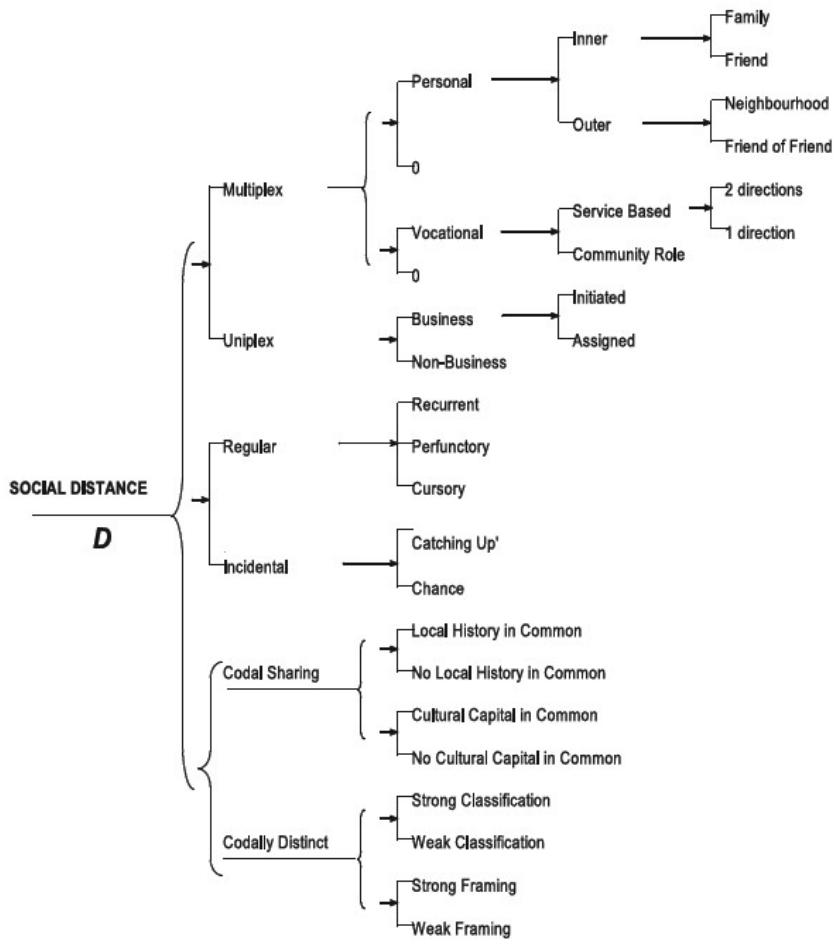 Family
Inner
Friend
Personal
Neighbourhood
Outer
Friend of Friend
0
Multiplex
2 directions
Service Based
Vocational
1 direction
Community Role
0
Initiated
Business
Uniplex
Assigned
Non-Business
Recurrent
Regular
Perfunctory
Cursory
SOCIAL DISTANCE
D
Catching Up'
Incidental
Chance
Local History in Common
Codal Sharing
No Local History in Common
Cultural Capital in Common
No Cultural Capital in Common
Strong Classification
Codally Distinct
Weak Classification
Strong Framing
Weak Framing